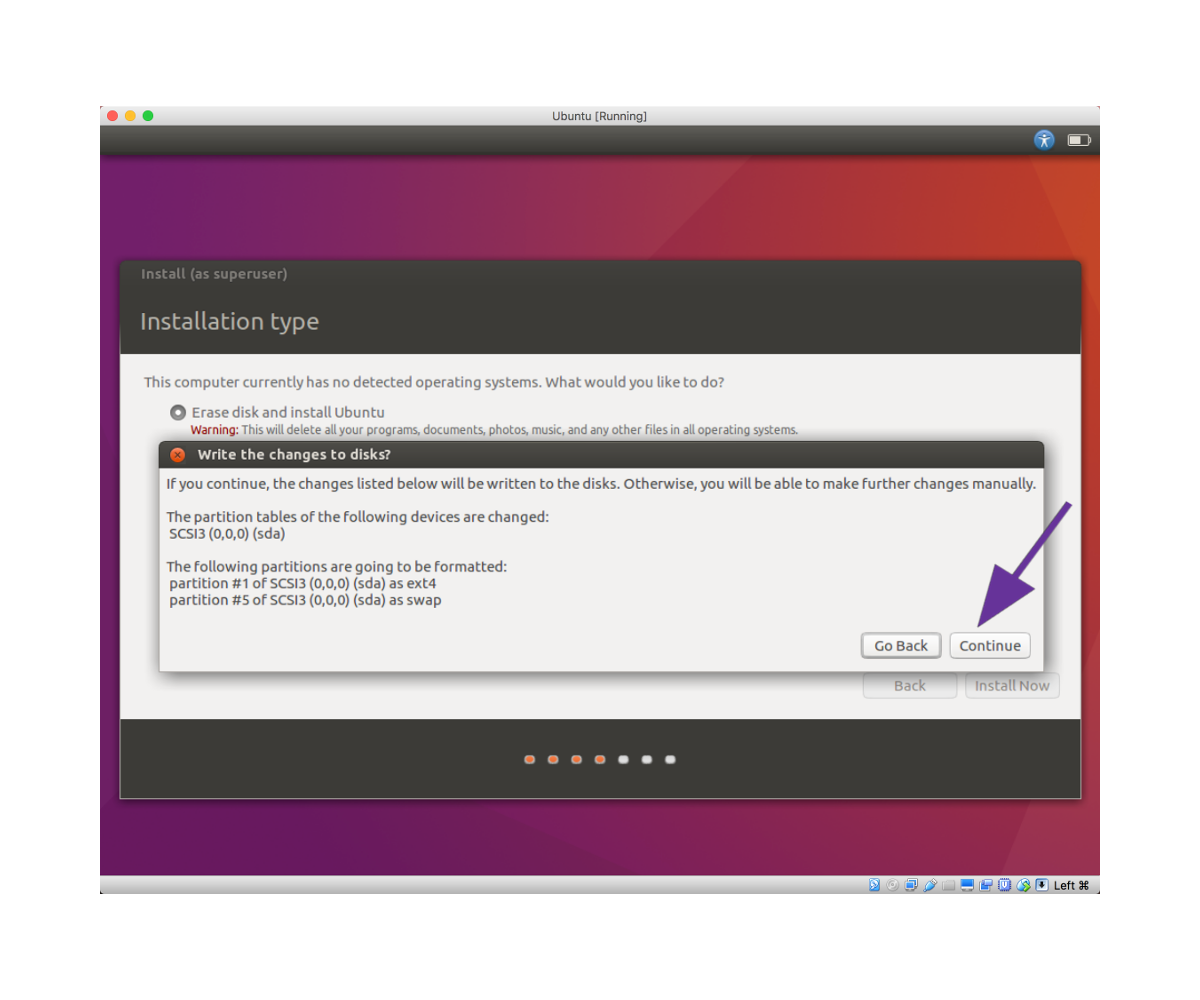 Ubuntu [Running]
Install (as superuser)
Installation type
This computer currently has no detected operating systems. What would you like to do?
Erase disk and install Ubuntu
Warning: This will delete all your programs, documents, photos, music, and any other files in all operating systems.
Write the changes to disks?
If you continue, the changes listed below will be written to the disks. Otherwise, you will be able to make further changes manually.
The partition tables of the following devices are changed:
SCSI3 (0,0,0) (sda)
The following partitions are going to be formatted:
partition #1 of SCSI3 (0,0,0) (sda) as ext4
partition #5 of SCSI3 (0,0,0) (sda) as swap
Go Back Continue
Back Install Now
Left ⌘